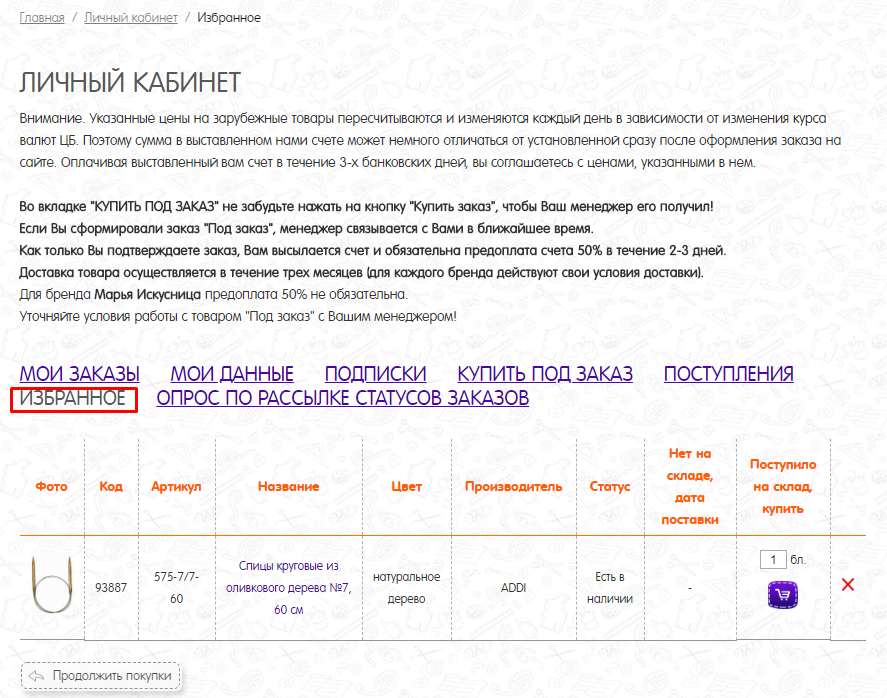 Главная / Личный кабинет / Избранное
ЛИЧНЫЙ КАБИНЕТ
Внимание. Указанные цены на зарубежные товары пересчитываются и изменяются каждый день в зависимости от изменения курса
валют ЦБ. Поэтому сумма в выставленном нами счете может немного отличаться от установленной сразу после оформления заказа на
сайте. Оплачивая выставленный вам счет в течение 3-х банковских дней, вы соглашаетесь с ценами, указанными в нем.
Во вкладке "КУПИТЬ ПОД ЗАКАЗ" не забудьте нажать на кнопку "Купить заказ", чтобы Ваш менеджер его получил!
Если Вы сформировали заказ "Под заказ", менеджер связывается с Вами в ближайшее время.
Как только Вы подтверждаете заказ, Вам высылается счет и обязательна предоплата счета 50% в течение 2-3 дней.
Доставка товара осуществляется в течение трех месяцев (для каждого бренда действуют свои условия доставки).
Для бренда Марья Искусница предоплата 50% не обязательна.
Уточняйте условия работы с товаром "Под заказ" с Вашим менеджером!
МОИ ЗАКАЗЫ МОИ ДАННЫЕ ПОДПИСКИ КУПИТЬ ПОД ЗАКАЗ ПОСТУПЛЕНИЯ
ИЗБРАННОЕ ОПРОС ПО РАССЫЛКЕ СТАТУСОВ ЗАКАЗОВ
Фото
Код
Артикул
Название
Цвет
Производитель
Статус
Нет на
складе,
дата
поставки
Поступило
на склад,
купить
93887
575-7/7-
60
Спицы круговые из
оливкового дерева №7,
60 см
натуральное
дерево
ADDI
Есть в
наличии
-
1 бл.
Продолжить покупки